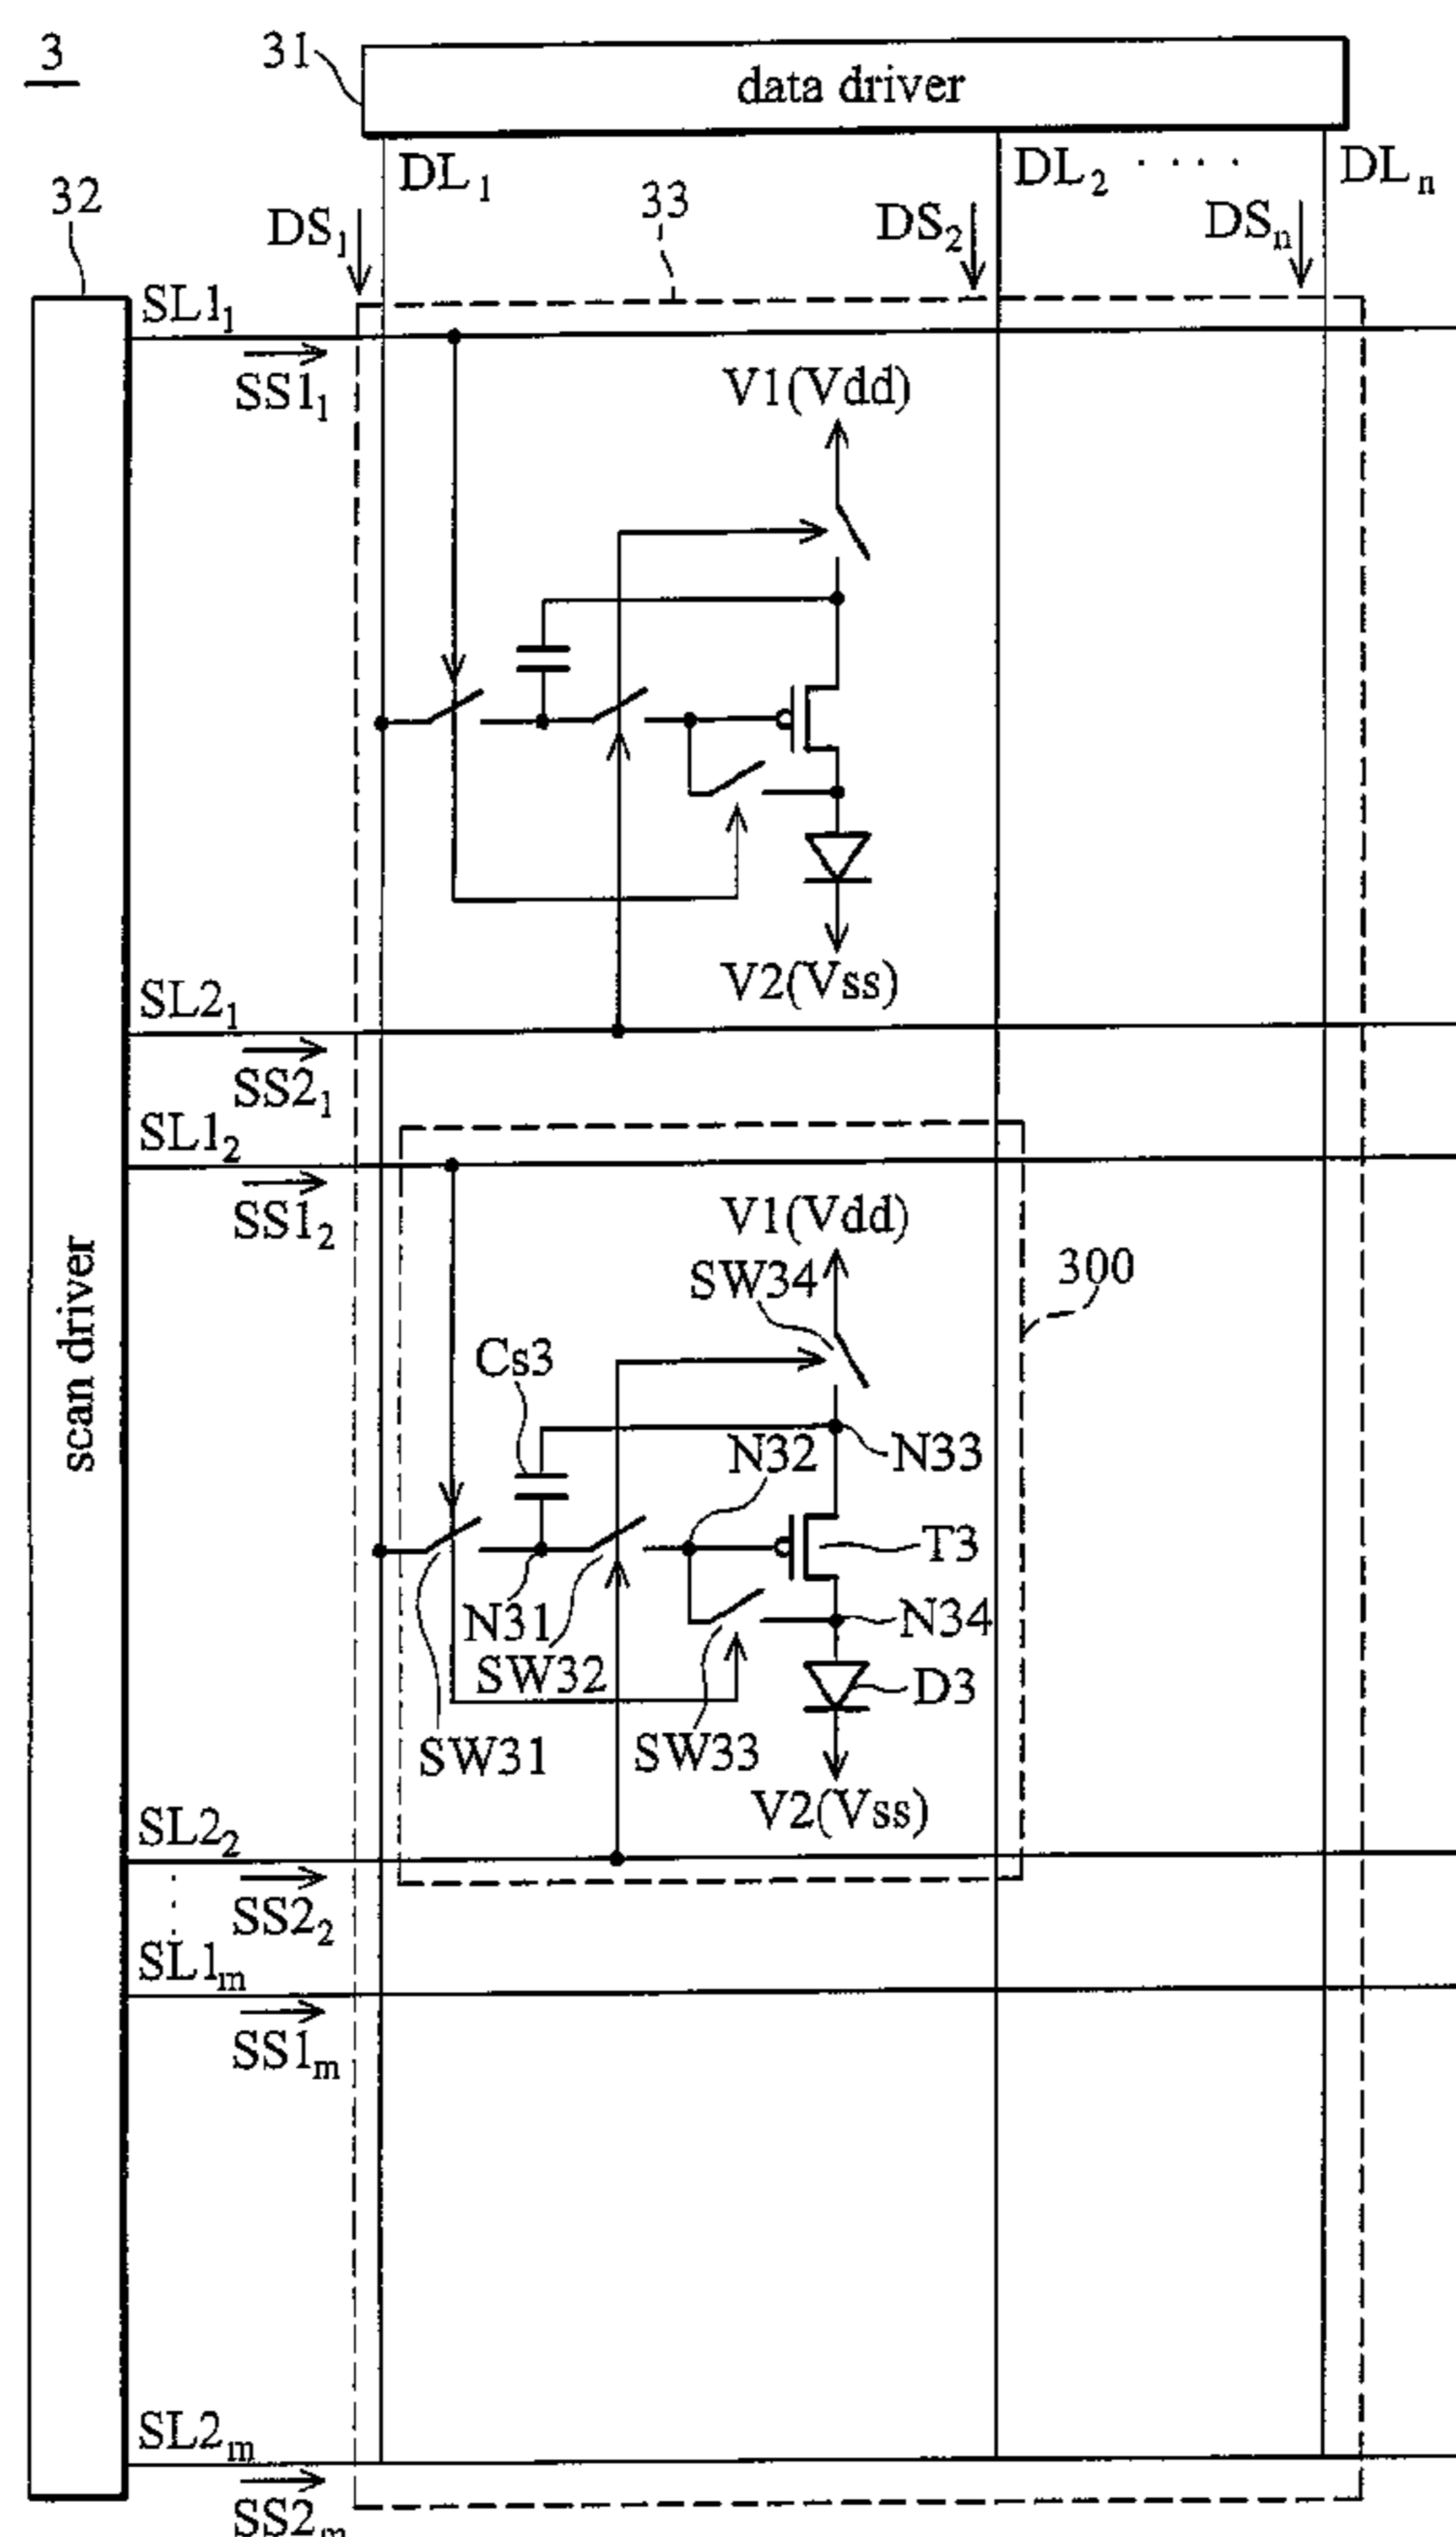 3
31
data driver
DL1
DL2
. . . .
DLn
32
DS1
33
DS2
DSn
SL11
SS11
V1(Vdd)
V2(Vss)
SL21
SS21
SL12
SS12
V1(Vdd)
SW34
300
scan driver
Cs3
N32
N33
T3
N31
N34
SW32
D3
SW31
SW33
V2(Vss)
SL22
SS22
SL1m
SS1m
SL2m
SS2m